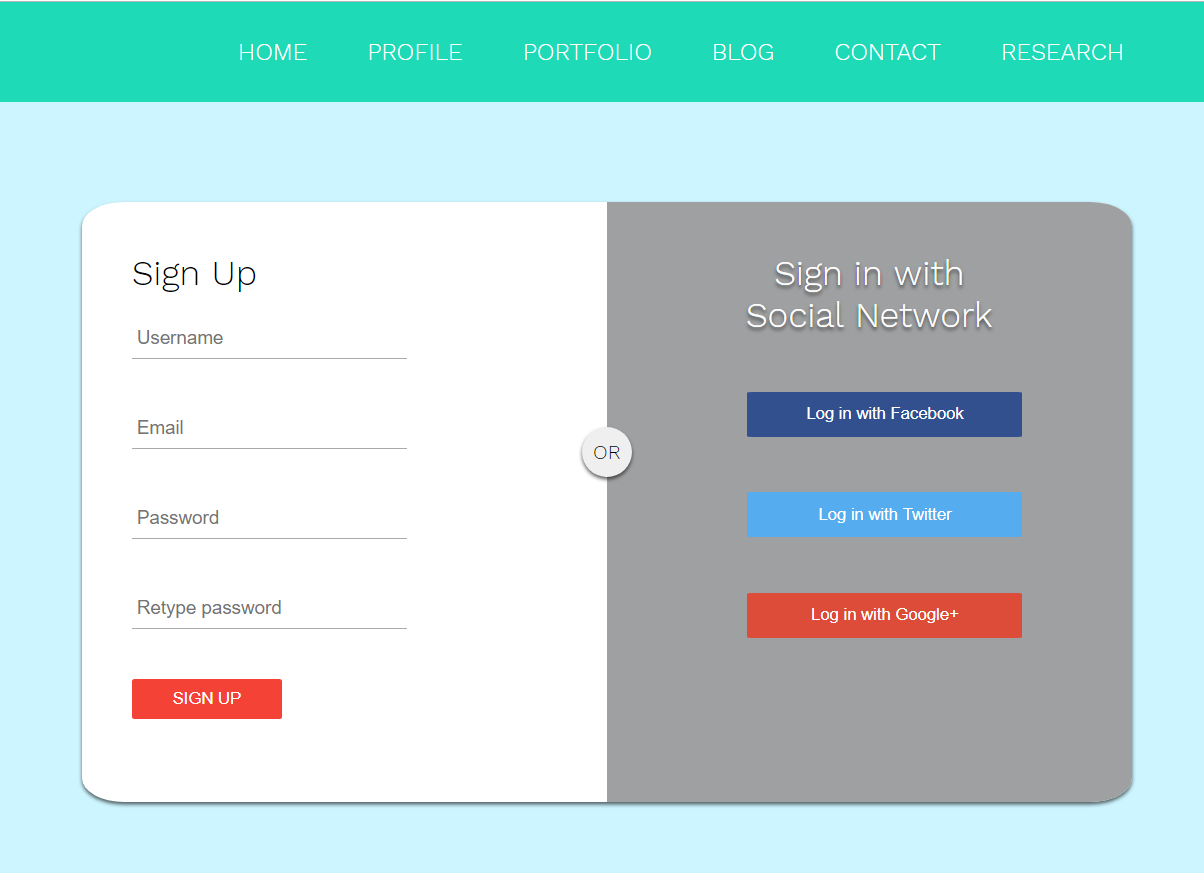 HOME PROFILE PORTFOLIO BLOG CONTACT RESEARCH
Sign Up
Username
Email
Password
Retype password
SIGN UP
OR
Sign in with
Social Network
Log in with Facebook
Log in with Twitter
Log in with Google+